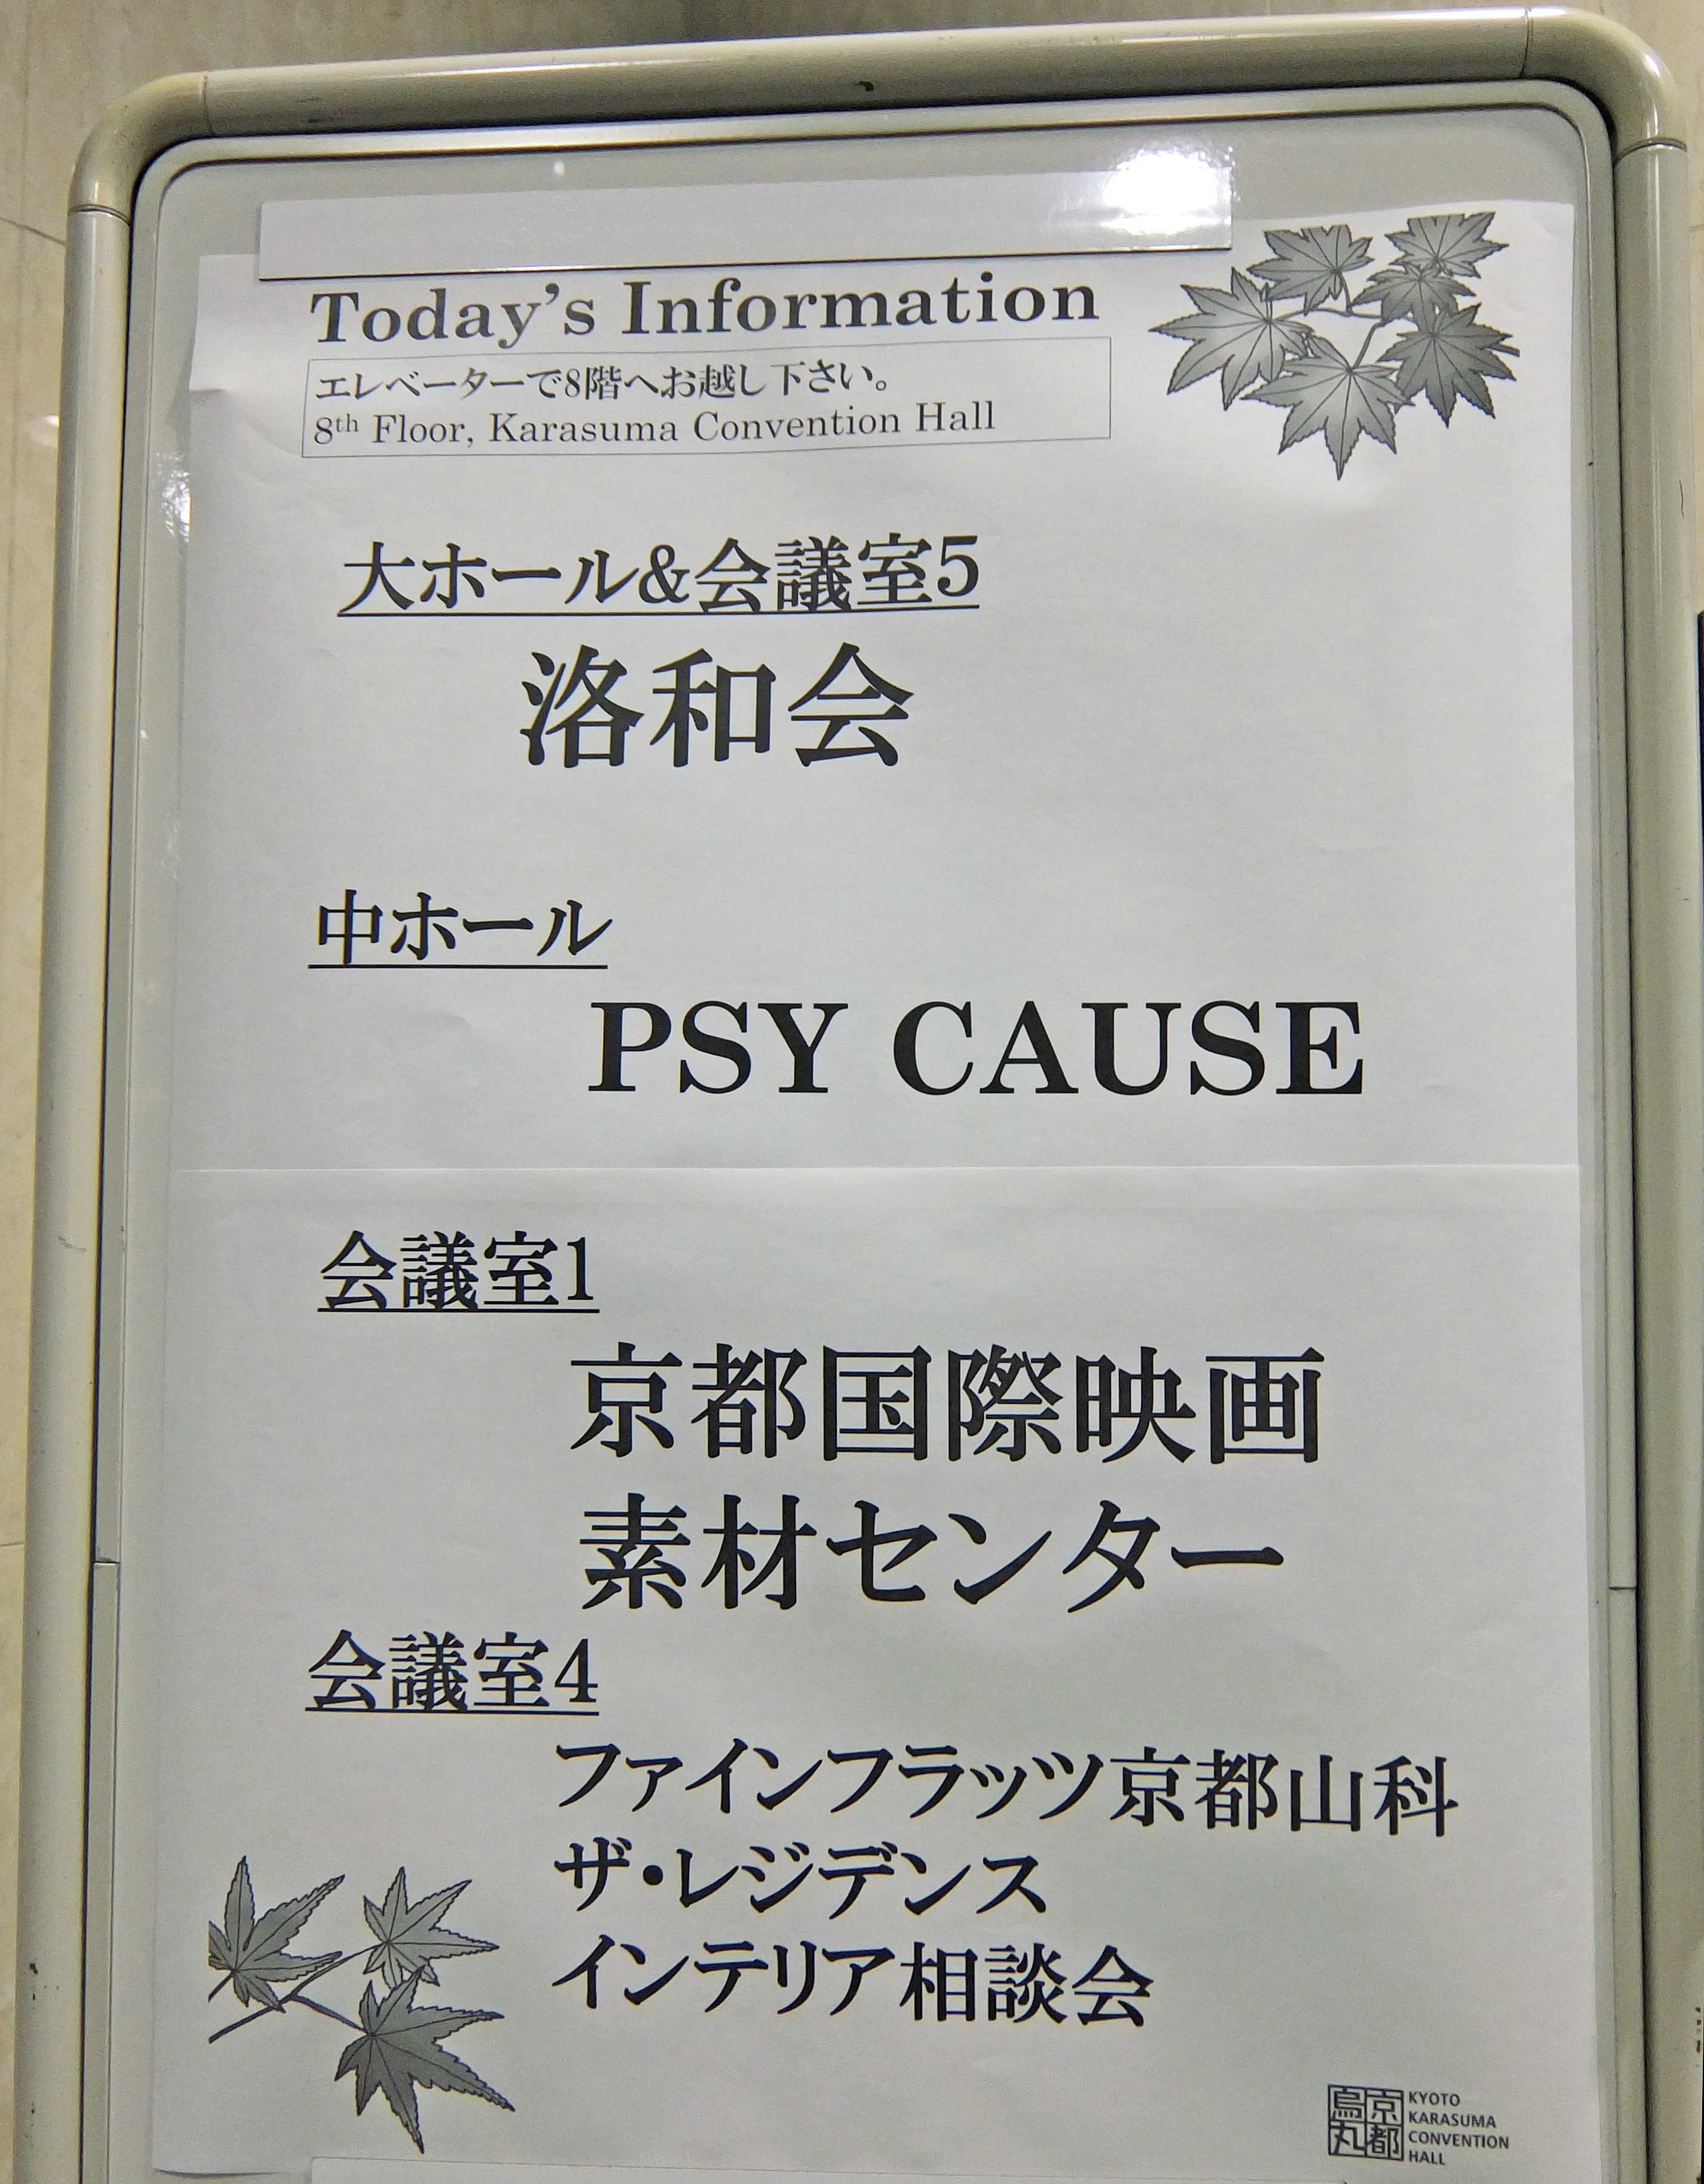 Today's Information
エレベーターで8階へお越し下さい。
8th Floor, Karasuma Convention Hall
大ホール&会議室5
洛和会
中ホール
PSY CAUSE
会議室1
京都国際映画
素材センター
会議室4
ファインフラッツ京都山科
ザ・レジデンス
インテリア相談会
烏京
丸都
KYOTO
KARASUMA
CONVENTION
HALL